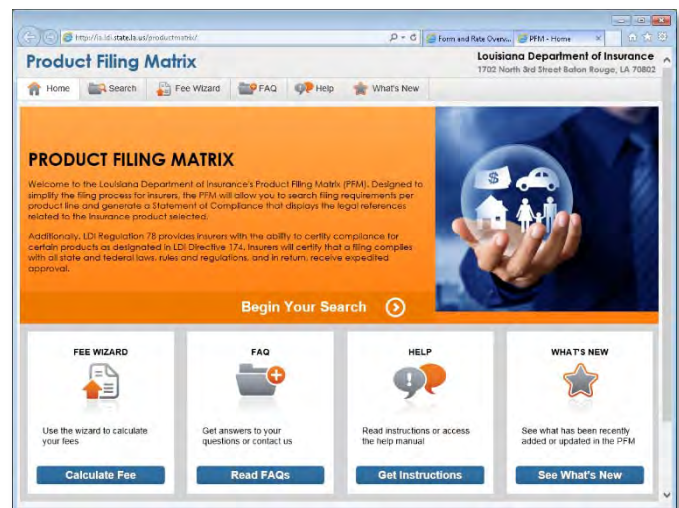 http://ia.ldi.state.la.us/productmatrix/
Form and Rate Overv...
PFM - Home
Product Filing Matrix
Louisiana Department of Insurance
1702 North 3rd Street Baton Rouge, LA 70802
Home
Search
Fee Wizard
FAQ
Help
What's New
PRODUCT FILING MATRIX
Welcome to the Louisiana Department of Insurance's Product Filing Matrix (PFM). Designed to
simplify the filing process for insurers, the PFM will allow you to search filing requirements per
product line and generate a Statement of Compliance that displays the legal references
related to the insurance product selected.
Additionally, LDI Regulation 78 provides insurers with the ability to certify compliance for
certain products as designated in LDI Directive 174. Insurers will certify that a filing complies
with all state and federal laws, rules and regulations, and in return, receive expedited
approval.
$
Begin Your Search
FEE WIZARD
Use the wizard to calculate
your fees
Calculate Fee
FAQ
Get answers to your
questions or contact us
Read FAQs
HELP
Read instructions or access
the help manual
Get Instructions
WHAT'S NEW
See what has been recently
added or updated in the PFM
See What's New